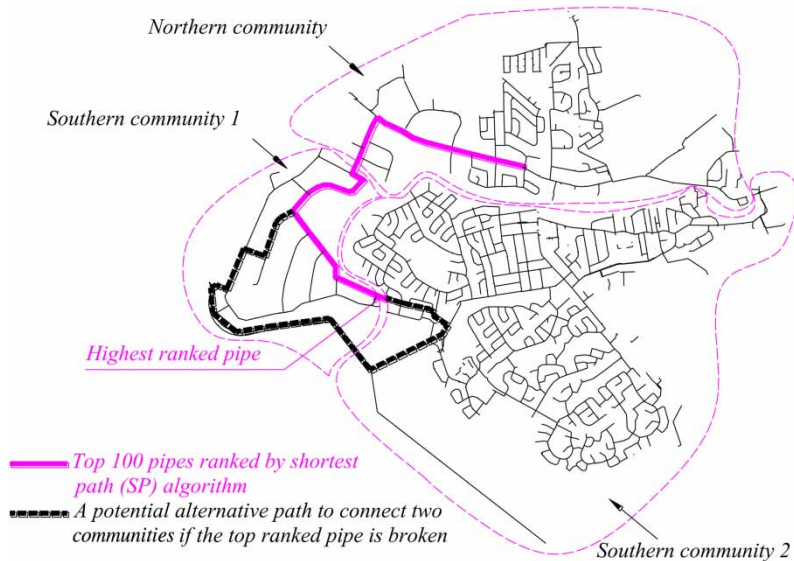 Northern community
Southern community 1
Highest ranked pipe
Top 100 pipes ranked by shortest
path (SP) algorithm
A potential alternative path to connect two
communities if the top ranked pipe is broken
Southern community 2